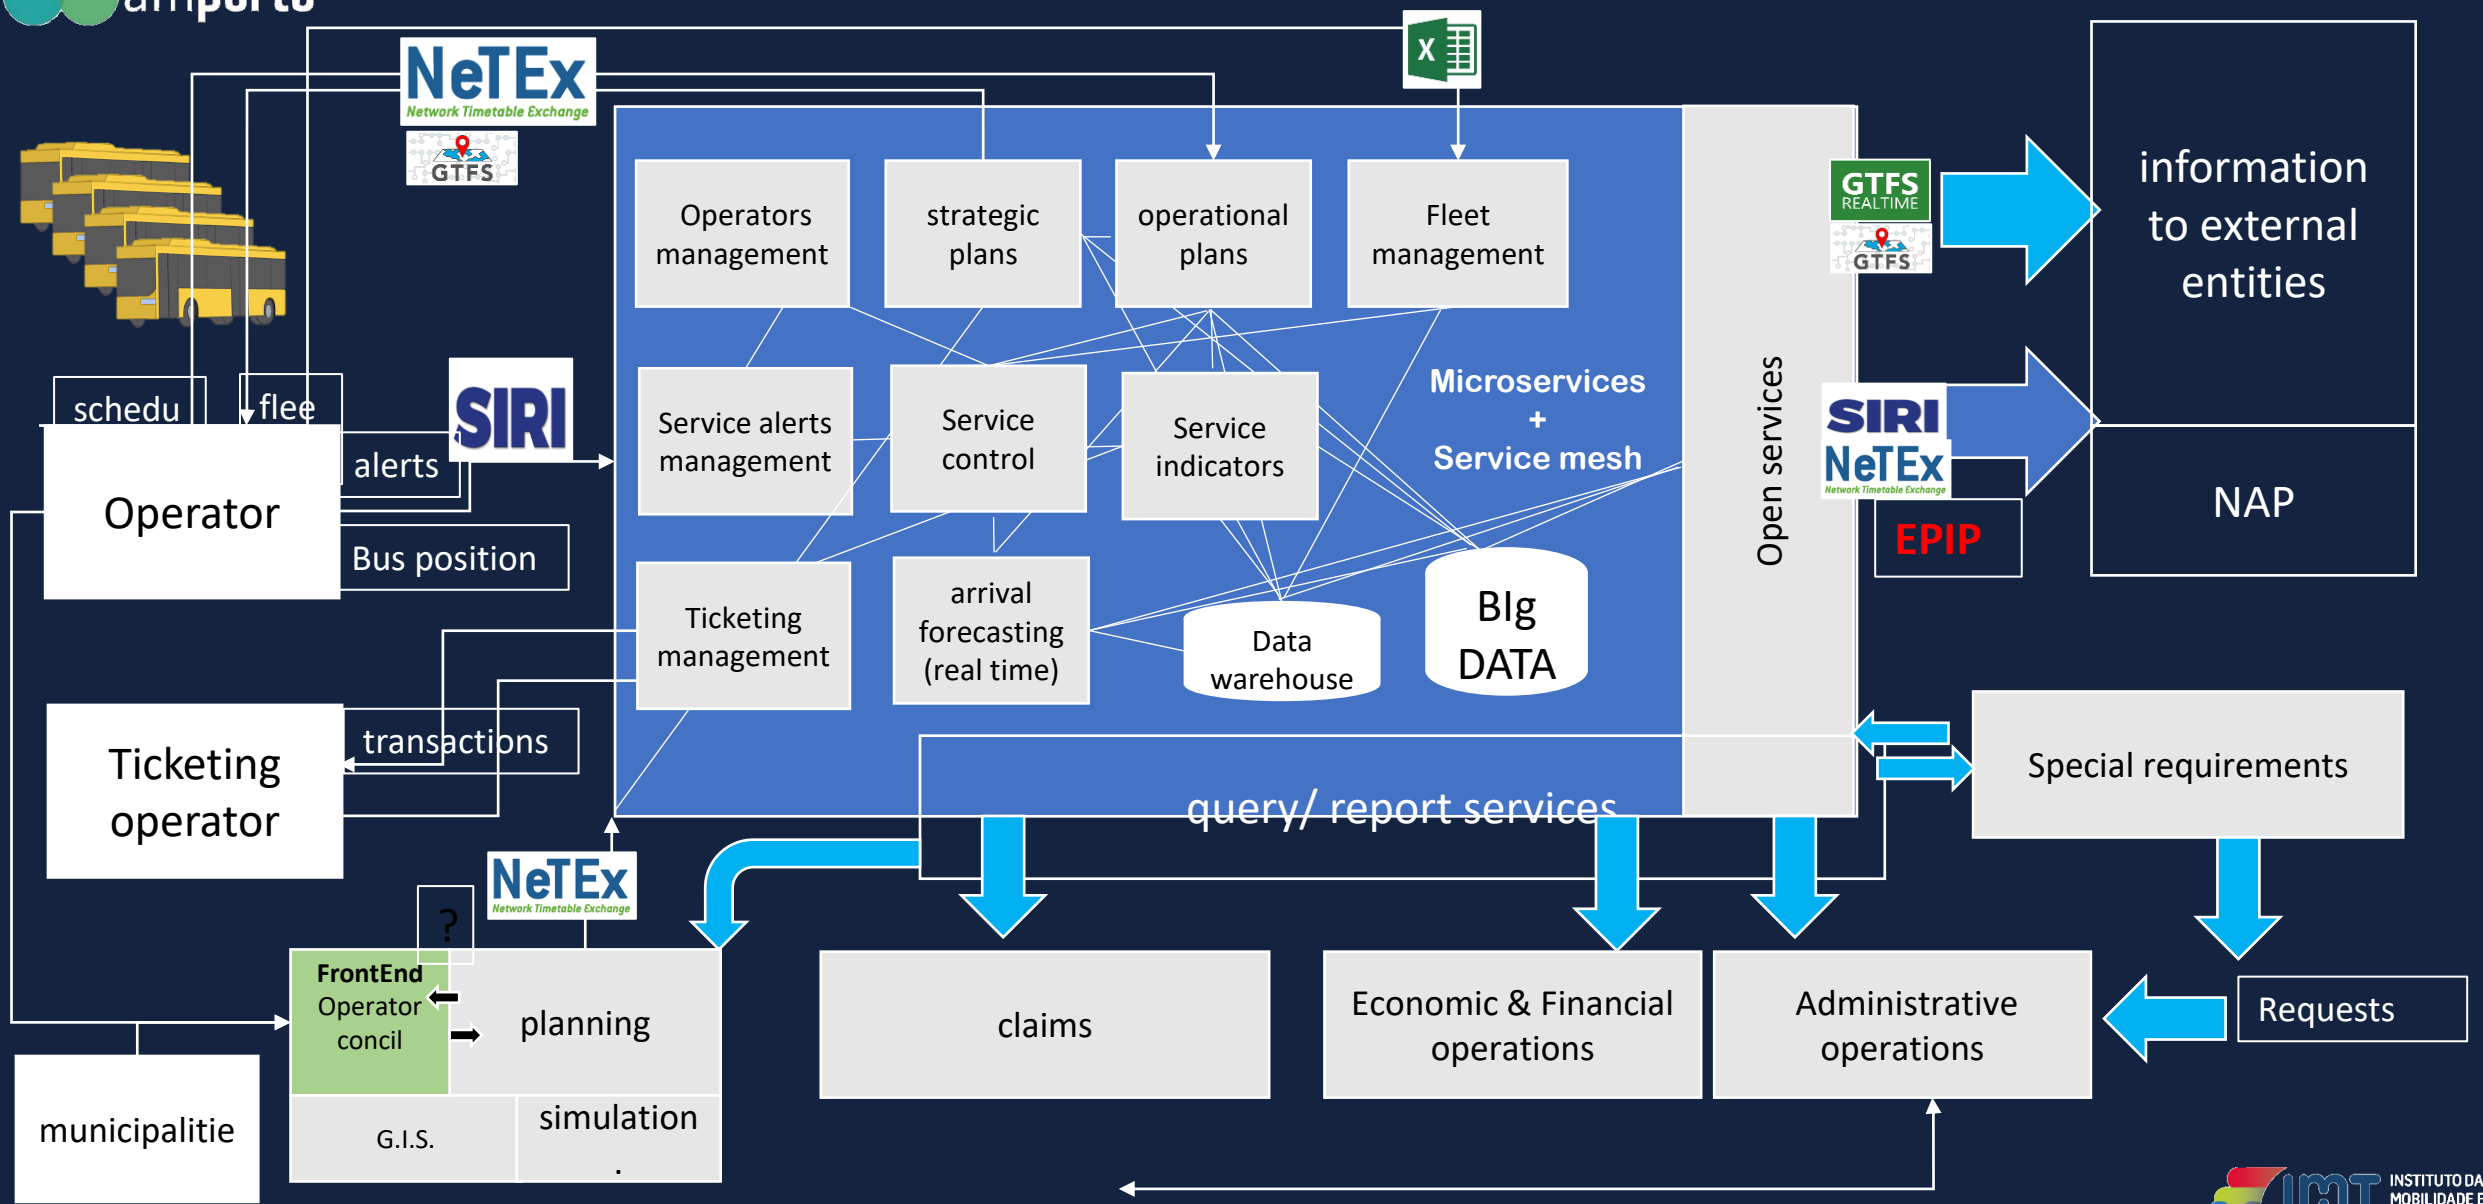 amporto
NeTEx
Network Timetable Exchange
GTFS
X
Operators
management
strategic
plans
operational
plans
Fleet
management
GTFS
REALTIME
GTFS
information
to external
entities
schedu
flee
SIRI
alerts
Operator
Bus position
Service alerts
management
Service
control
Service
indicators
Microservices
+
Service mesh
Open services
SIRI
NeTEx
Network Timetable Exchange
EPIP
NAP
Ticketing
management
arrival
forecasting
(real time)
Data
warehouse
BIg
DATA
Ticketing
operator
transactions
query/ report services
Special requirements
NeTEx
Network Timetable Exchange
?
FrontEnd
Operator
concil
planning
claims
Economic & Financial
operations
Administrative
operations
Requests
municipalitie
G.I.S.
simulation
.
IMT
INSTITUTO DA
MOBILIDADE E